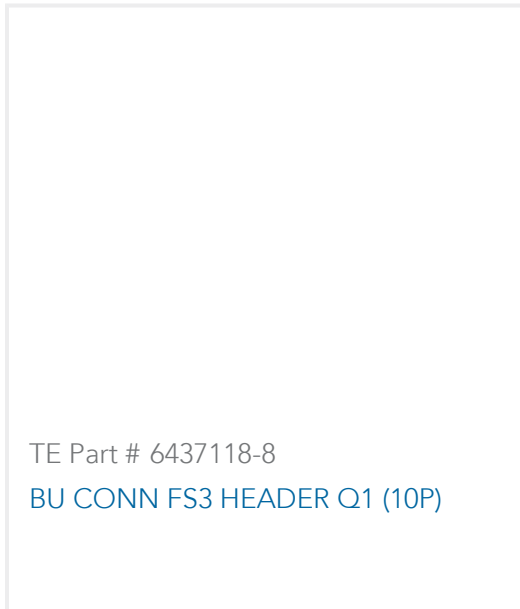 TE Part # 6437118-8
BU CONN FS3 HEADER Q1 (10P)